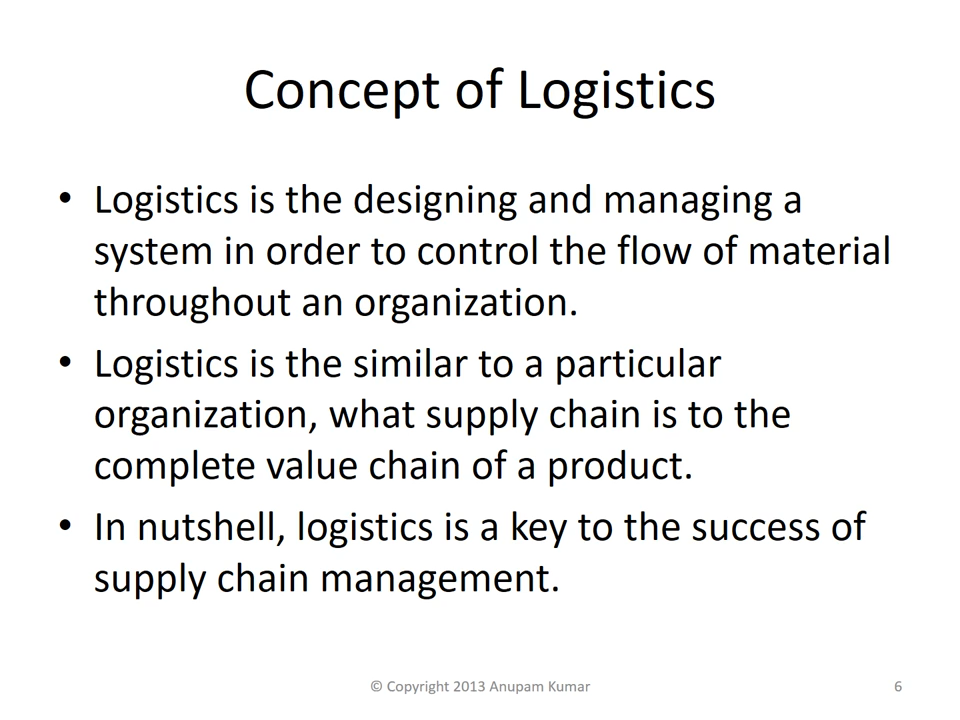 Concept of Logistics
• Logistics is the designing and managing a
system in order to control the flow of material
throughout an organization.
• Logistics is the similar to a particular
organization, what supply chain is to the
complete value chain of a product.
• In nutshell, logistics is a key to the success of
supply chain management.
© Copyright 2013 Anupam Kumar
6